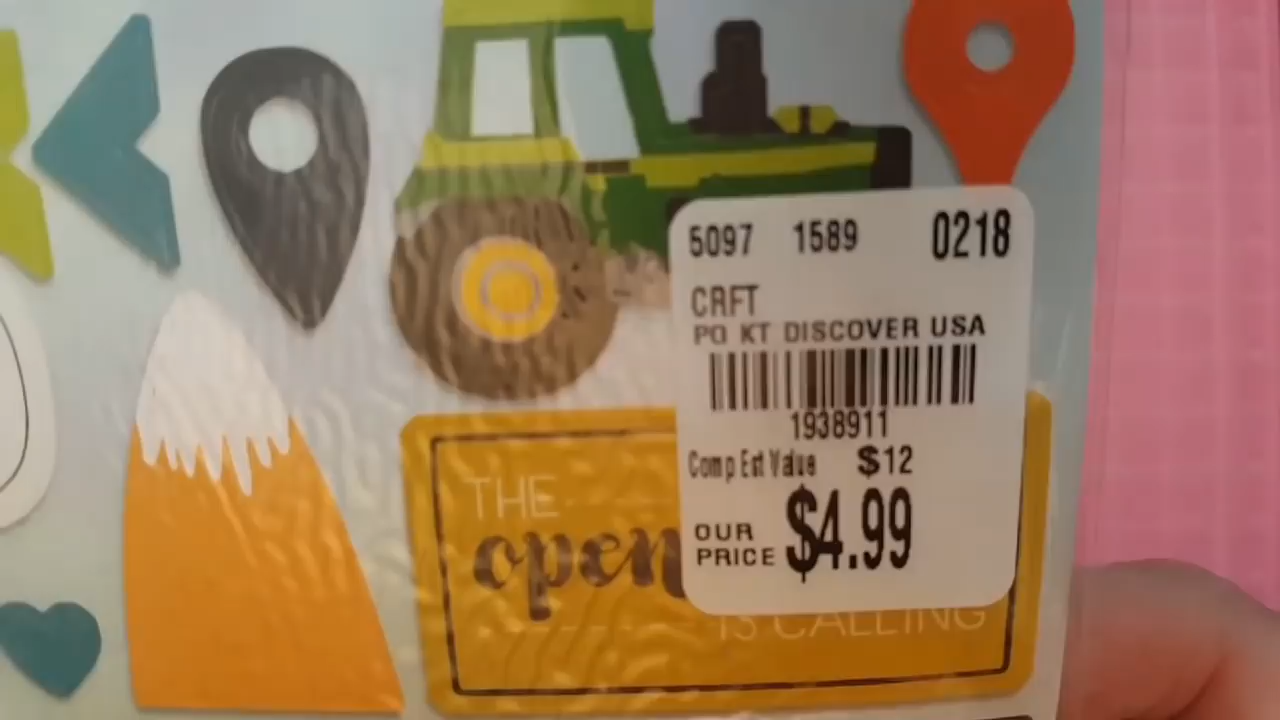 5097 1589 0218
CRFT
PO KT DISCOVER USA
1938911
Comp Est Value $12
OUR
PRICE $4.99
THE
open
IS CALLING